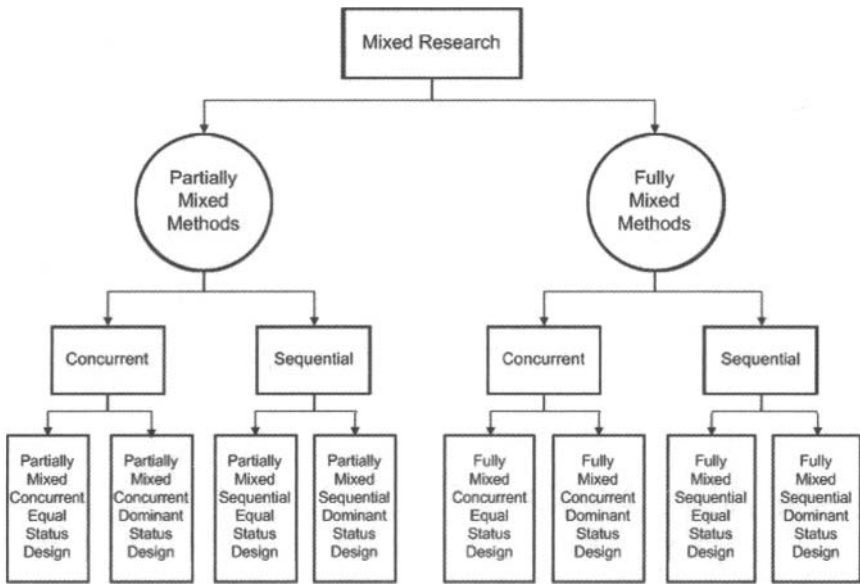 Mixed Research
Partially
Mixed
Methods
Fully
Mixed
Methods
Concurrent
Sequential
Concurrent
Sequential
Partially
Mixed
Concurrent
Equal
Status
Design
Partially
Mixed
Concurrent
Dominant
Status
Design
Partially
Mixed
Sequential
Equal
Status
Design
Partially
Mixed
Sequential
Dominant
Status
Design
Fully
Mixed
Concurrent
Equal
Status
Design
Fully
Mixed
Concurrent
Dominant
Status
Design
Fully
Mixed
Sequential
Equal
Status
Design
Fully
Mixed
Sequential
Dominant
Status
Design